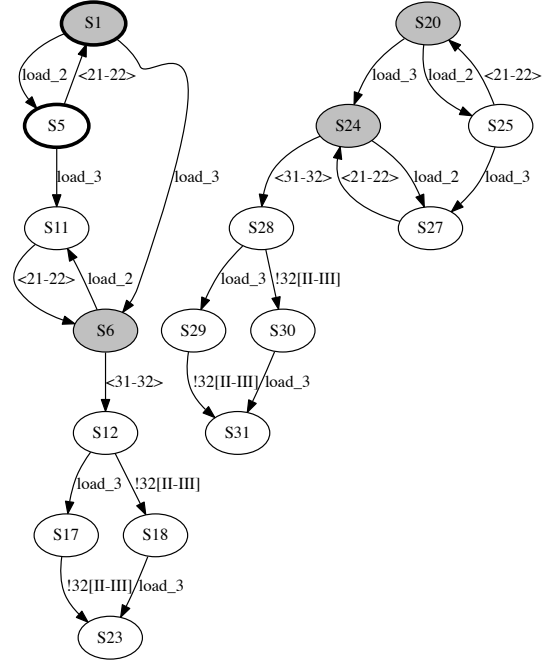 S1
S20
load_2
<21-22>
load_3
load_2
<21-22>
S5
S24
S25
load_3
load_3
<31-32>
<21-22>
load_2
load_3
S11
S28
S27
<21-22>
load_2
load_3
!32[II-III]
S6
S29
S30
<31-32>
!32[II-III]
load_3
S12
S31
load_3
!32[II-III]
S17
S18
!32[II-III]
load_3
S23